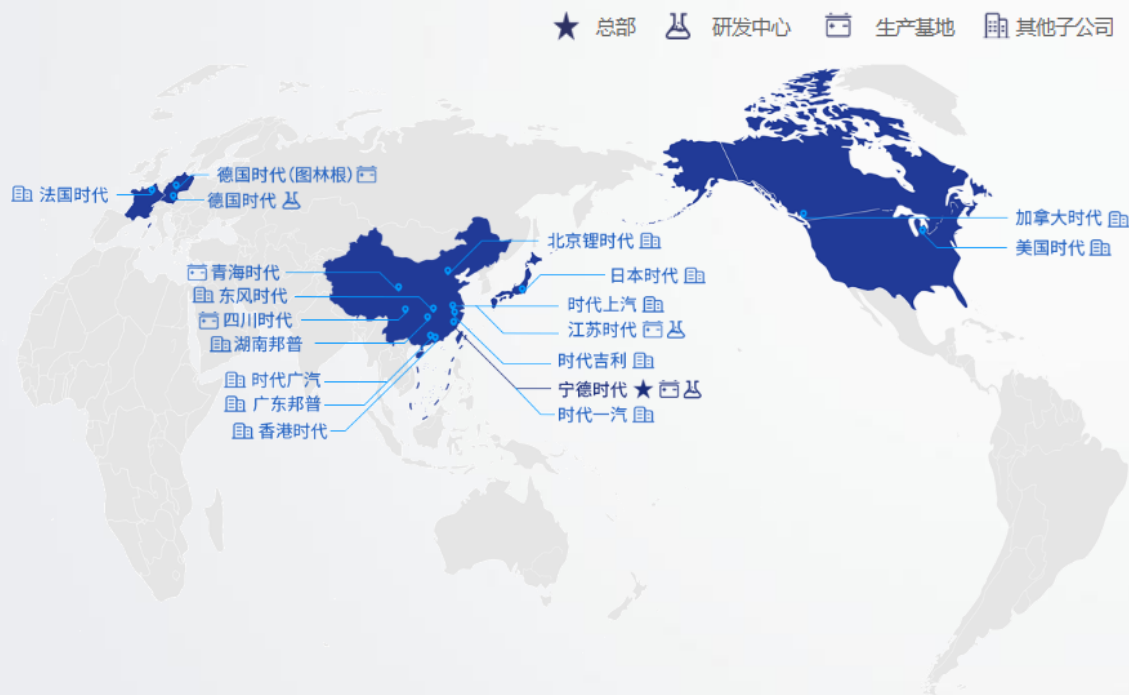 总部 研发中心 生产基地 其他子公司
德国时代(图林根)
法国时代
德国时代
加拿大时代
美国时代
北京锂时代
青海时代
日本时代
东风时代
时代上汽
四川时代
江苏时代
湖南邦普
时代吉利
时代广汽
宁德时代
广东邦普
时代一汽
香港时代